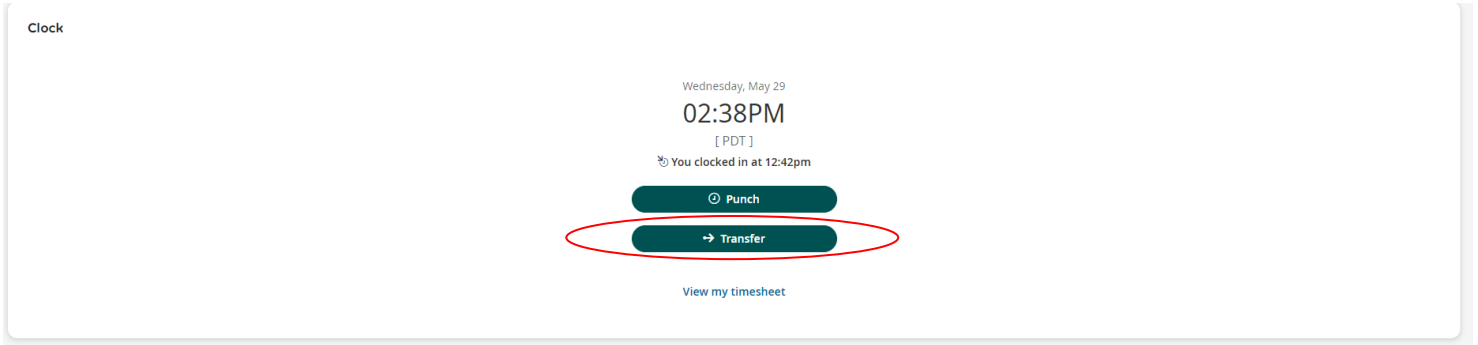 Clock
Wednesday, May 29
02:38PM
[ PDT ]
You clocked in at 12:42pm
Punch
Transfer
View my timesheet